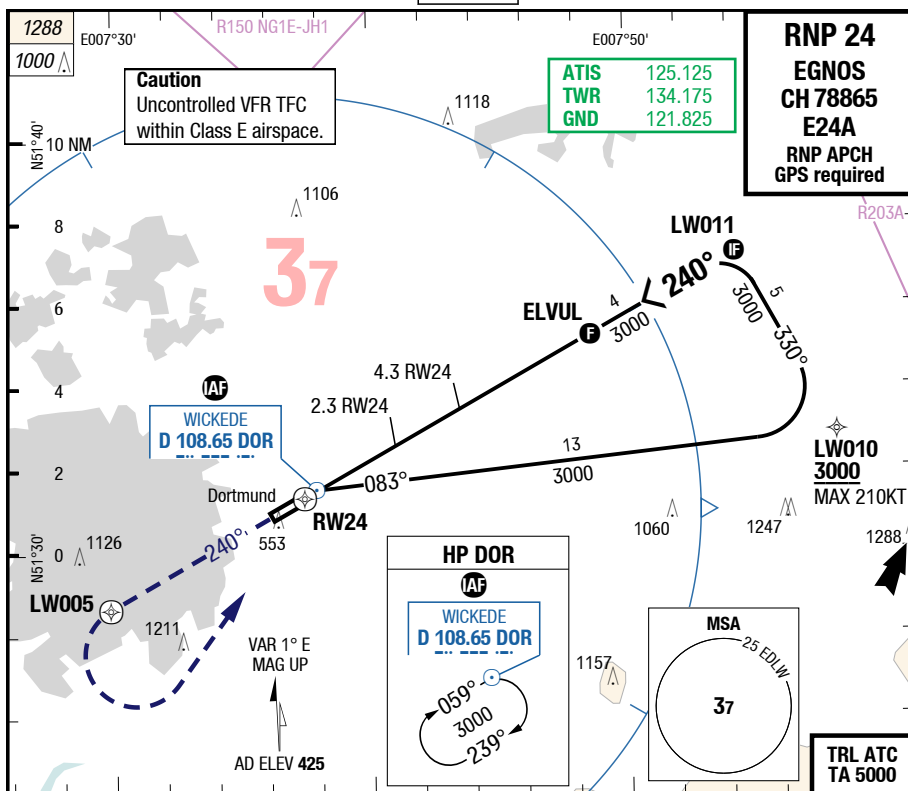 1288
1000
E007°30'
R150 NG1E-JH1
E007°50'
RNP 24
EGNOS
CH 78865
E24A
RNP APCH
GPS required
Caution
Uncontrolled VFR TFC
within Class E airspace.
ATIS 125.125
TWR 134.175
GND 121.825
1118
N51°40'
10 NM
1106
37
R203A
8
LW011
IF
240°
5
3000
330°
4
3000
ELVUL
F
6
4.3 RW24
2.3 RW24
4
IAF
WICKEDE
D 108.65 DOR
13
3000
083°
LW010
3000
MAX 210KT
2
Dortmund
RW24
553
1060
1247
1288
240°
1126
0
N51°30'
LW005
1211
HP DOR
IAF
WICKEDE
D 108.65 DOR
059°
3000
239°
1157
VAR 1° E
MAG UP
AD ELEV 425
MSA
25 EDLW
37
TRL ATC
TA 5000